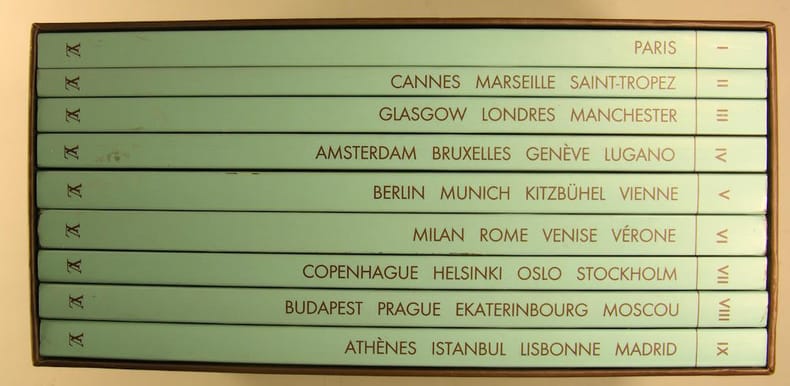 PARIS I
CANNES MARSEILLE SAINT-TROPEZ II
GLASGOW LONDRES MANCHESTER III
AMSTERDAM BRUXELLES GENÈVE LUGANO IV
BERLIN MUNICH KITZBÜHEL VIENNE V
MILAN ROME VENISE VÉRONE VI
COPENHAGUE HELSINKI OSLO STOCKHOLM VII
BUDAPEST PRAGUE EKATERINBOURG MOSCOU VIII
ATHÈNES ISTANBUL LISBONNE MADRID IX